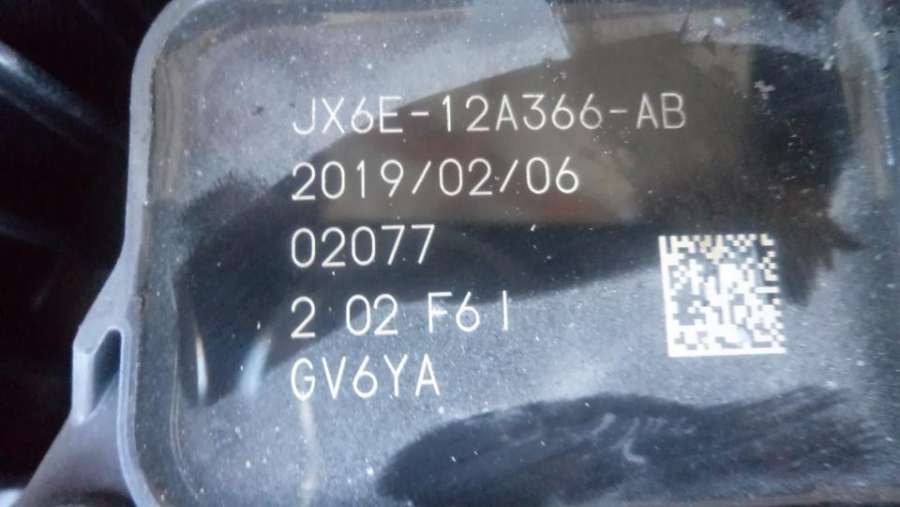 JX6E-12A366-AB
2019/02/06
02077
2 02 F6 I
GV6YA